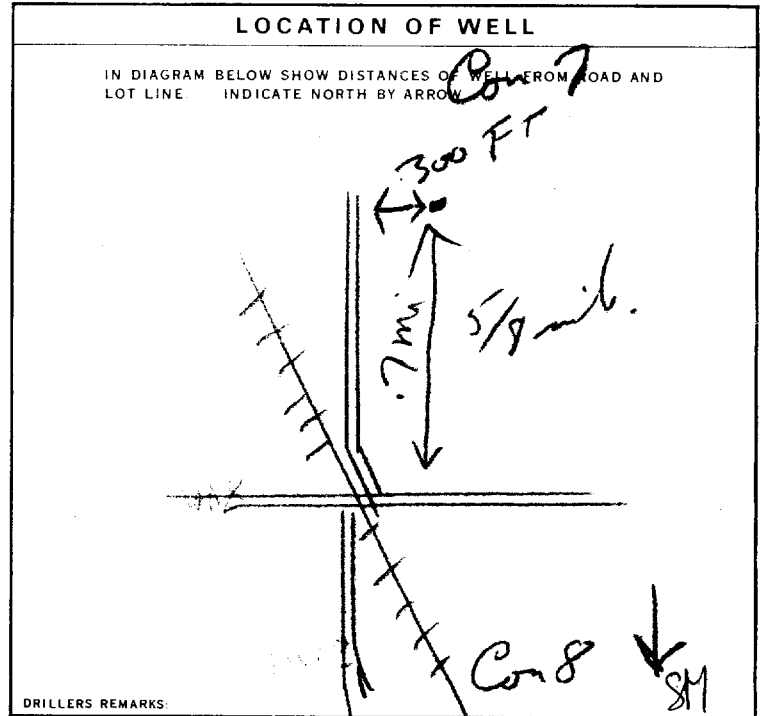 LOCATION OF WELL
IN DIAGRAM BELOW SHOW DISTANCES OF WELL FROM ROAD AND
LOT LINE. INDICATE NORTH BY ARROW.
Con 7
300 FT
.7 mi
5/8 mile.
Con 8
DRILLERS REMARKS: